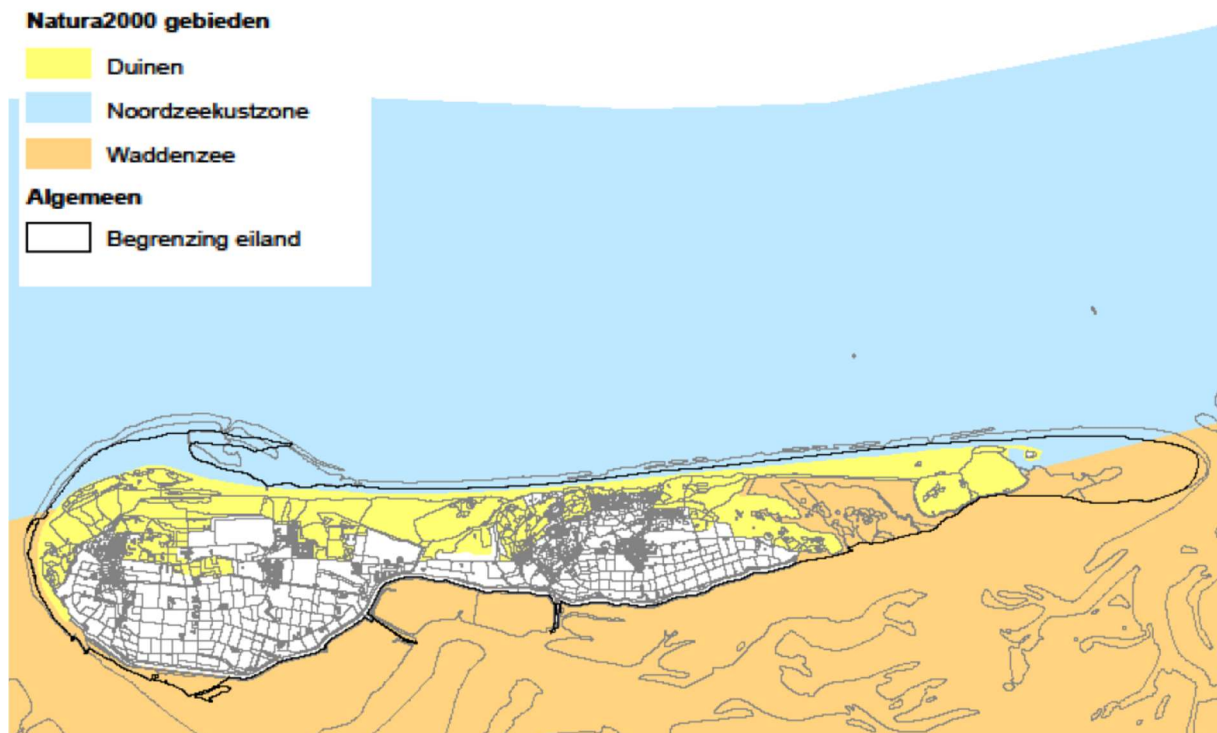 Natura2000 gebieden
Duinen
Noordzeekustzone
Waddenzee
Algemeen
Begrenzing eiland